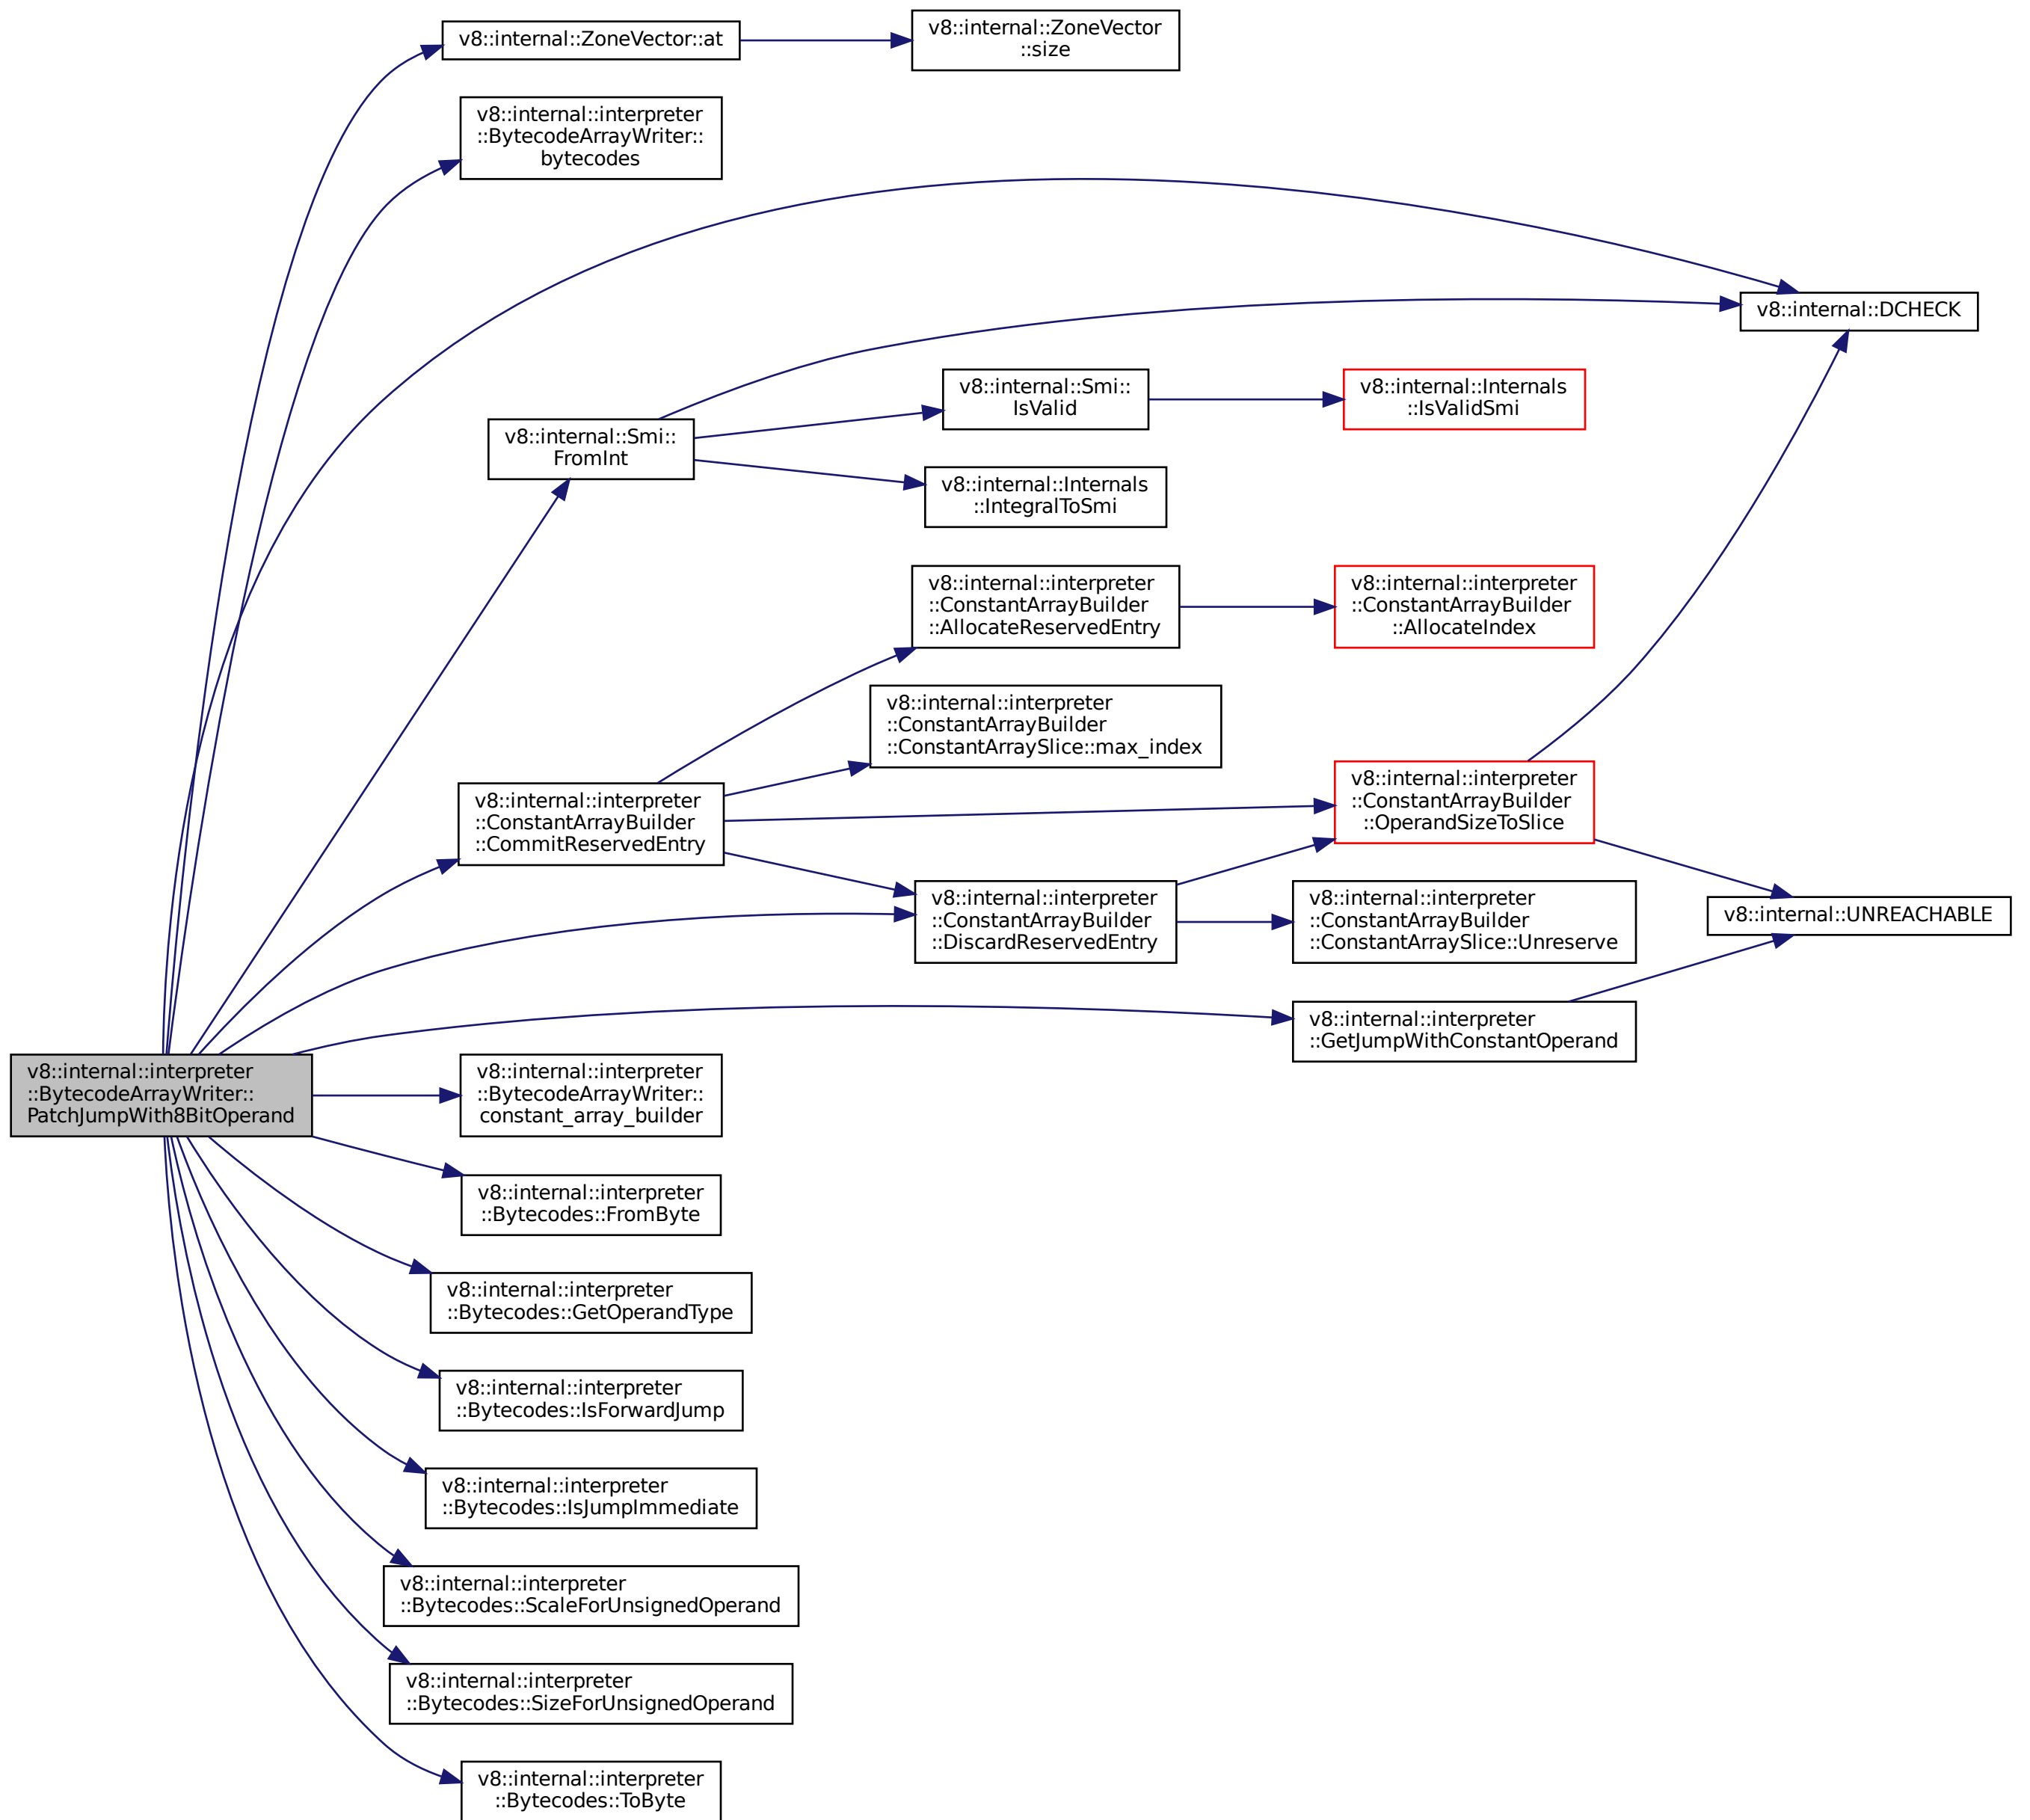 v8::internal::ZoneVector::at
v8::internal::ZoneVector
::size
v8::internal::interpreter
::BytecodeArrayWriter::
bytecodes
v8::internal::DCHECK
v8::internal::Smi::
FromInt
v8::internal::Smi::
IsValid
v8::internal::Internals
::IsValidSmi
v8::internal::Internals
::IntegralToSmi
v8::internal::interpreter
::ConstantArrayBuilder
::AllocateReservedEntry
v8::internal::interpreter
::ConstantArrayBuilder
::AllocateIndex
v8::internal::interpreter
::ConstantArrayBuilder
::ConstantArraySlice::max_index
v8::internal::interpreter
::ConstantArrayBuilder
::CommitReservedEntry
v8::internal::interpreter
::ConstantArrayBuilder
::OperandSizeToSlice
v8::internal::interpreter
::ConstantArrayBuilder
::DiscardReservedEntry
v8::internal::interpreter
::ConstantArrayBuilder
::ConstantArraySlice::Unreserve
v8::internal::UNREACHABLE
v8::internal::interpreter
::GetJumpWithConstantOperand
v8::internal::interpreter
::BytecodeArrayWriter::
PatchJumpWith8BitOperand
v8::internal::interpreter
::BytecodeArrayWriter::
constant_array_builder
v8::internal::interpreter
::Bytecodes::FromByte
v8::internal::interpreter
::Bytecodes::GetOperandType
v8::internal::interpreter
::Bytecodes::IsForwardJump
v8::internal::interpreter
::Bytecodes::IsJumpImmediate
v8::internal::interpreter
::Bytecodes::ScaleForUnsignedOperand
v8::internal::interpreter
::Bytecodes::SizeForUnsignedOperand
v8::internal::interpreter
::Bytecodes::ToByte